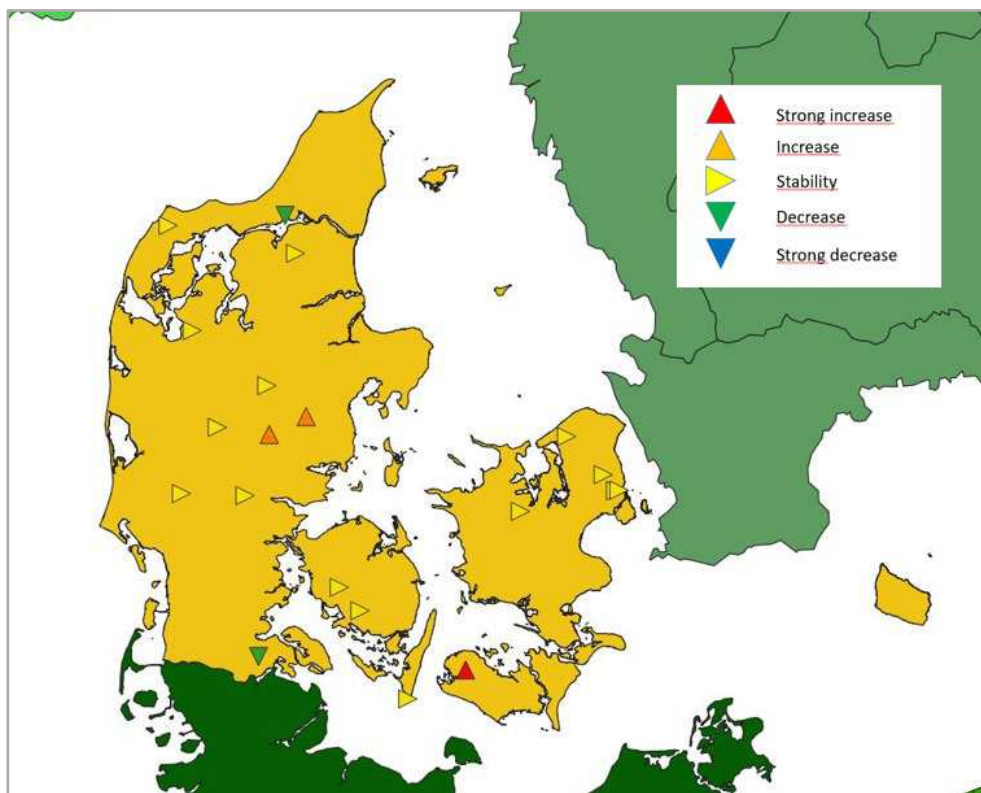 Strong increase
Increase
Stability
Decrease
Strong decrease